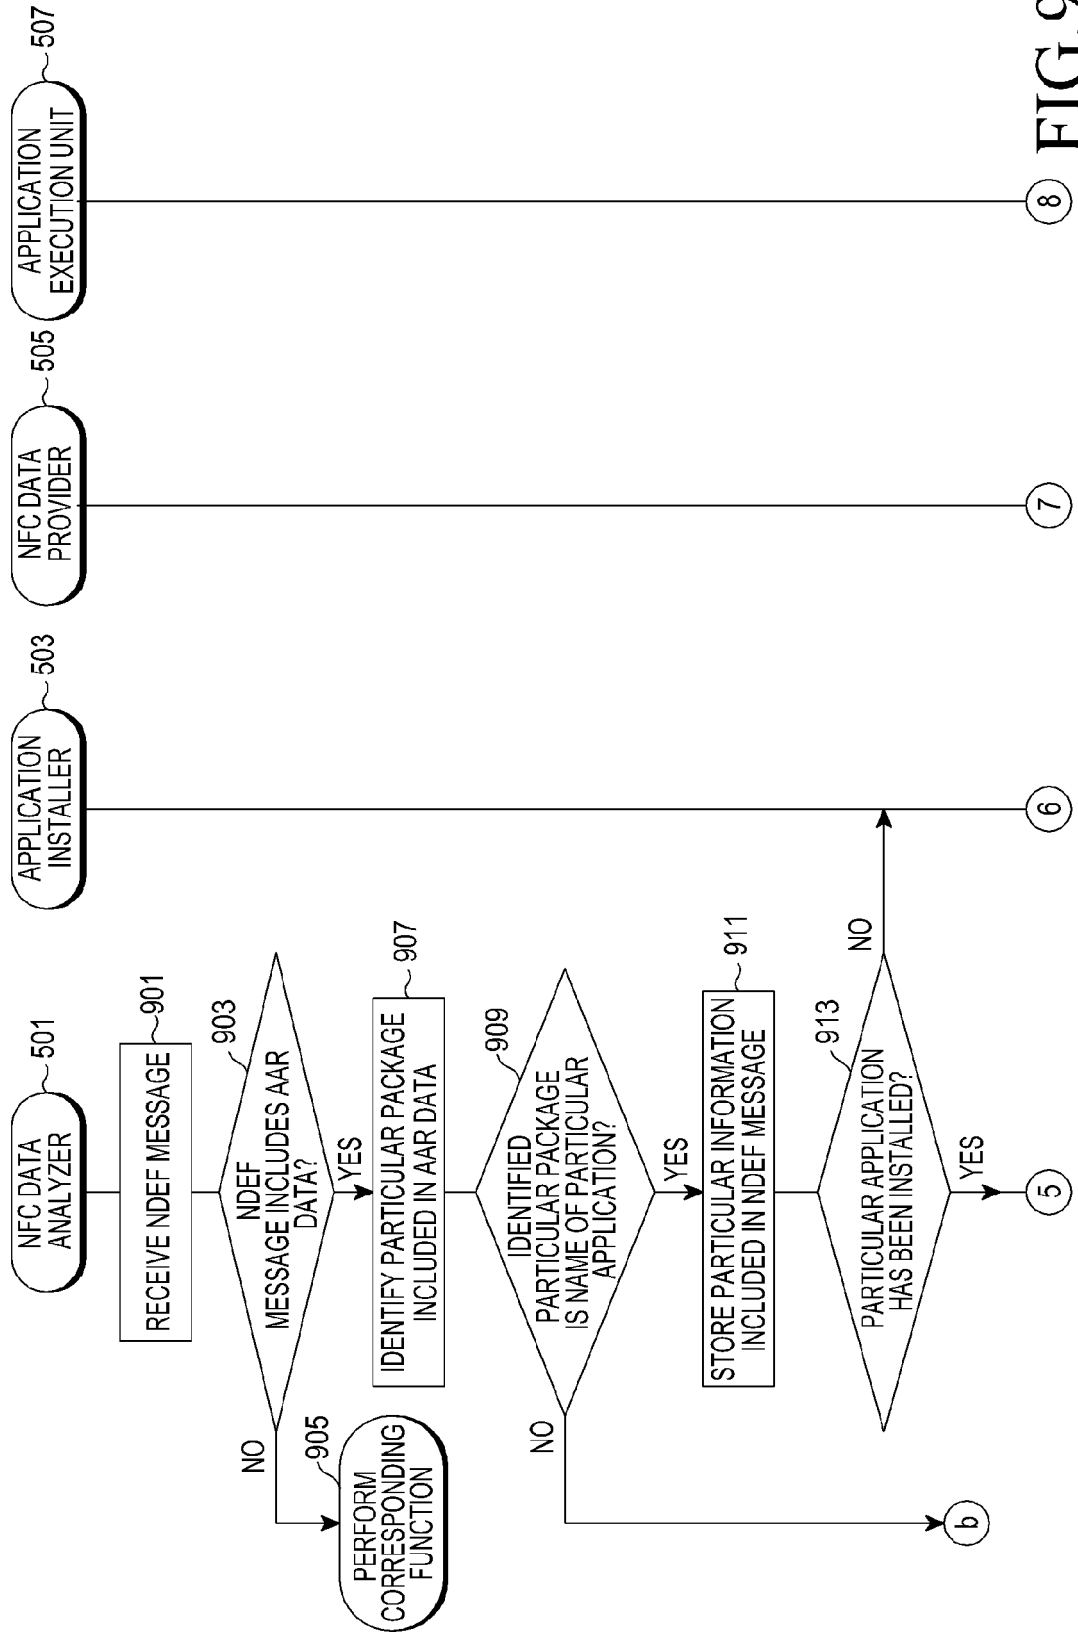 NFC DATA
ANALYZER
501
APPLICATION
INSTALLER
503
NFC DATA
PROVIDER
505
APPLICATION
EXECUTION UNIT
507
RECEIVE NDEF MESSAGE
901
NDEF
MESSAGE INCLUDES AAR
DATA?
903
NO
YES
PERFORM
CORRESPONDING
FUNCTION
905
IDENTIFY PARTICULAR PACKAGE
INCLUDED IN AAR DATA
907
IDENTIFIED
PARTICULAR PACKAGE
IS NAME OF PARTICULAR
APPLICATION?
909
NO
YES
STORE PARTICULAR INFORMATION
INCLUDED IN NDEF MESSAGE
911
PARTICULAR APPLICATION
HAS BEEN INSTALLED?
913
NO
YES
b
5
6
7
8
FIG.9